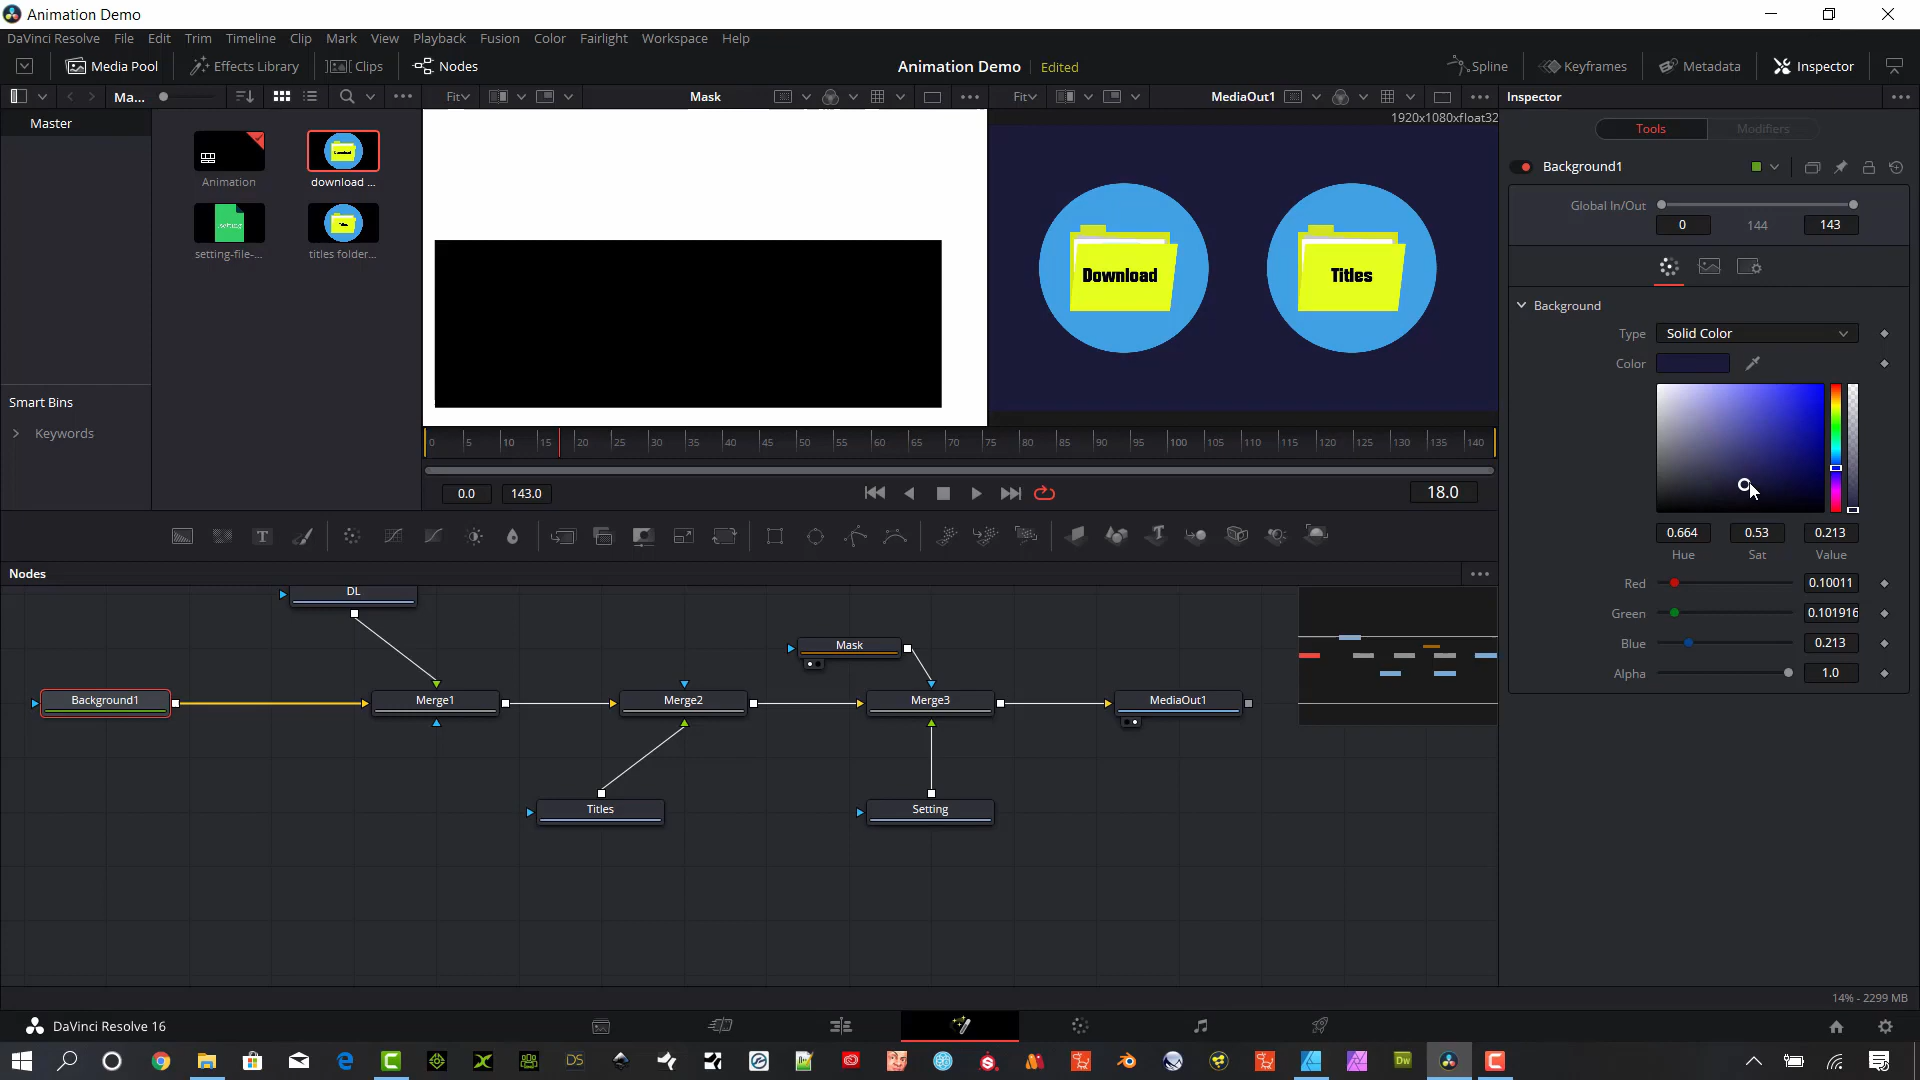 Animation Demo
DaVinci Resolve File Edit Trim Timeline Clip Mark View Playback Fusion Color Fairlight Workspace Help
Media Pool Effects Library Clips Nodes Animation Demo Edited Spline Keyframes Metadata Inspector
Ma... Fit Mask Fit MediaOut1 Inspector
Master
1920x1080xfloat32
Tools Modifiers
Animation download ...
setting-file-... titles folder...
.setting
Download
Titles
Background1
Global In/Out
0 144 143
Background
Type Solid Color
Color
Smart Bins
Keywords
0 5 10 15 20 25 30 35 40 45 50 55 60 65 70 75 80 85 90 95 100 105 110 115 120 125 130 135 140
0.0 143.0 18.0
0.664 0.53 0.213
Hue Sat Value
Nodes
Red 0.10011
Green 0.101916
Blue 0.213
Alpha 1.0
DL
Mask
Background1 Merge1 Merge2 Merge3 MediaOut1
Titles Setting
14% - 2299 MB
DaVinci Resolve 16
DS
Dw